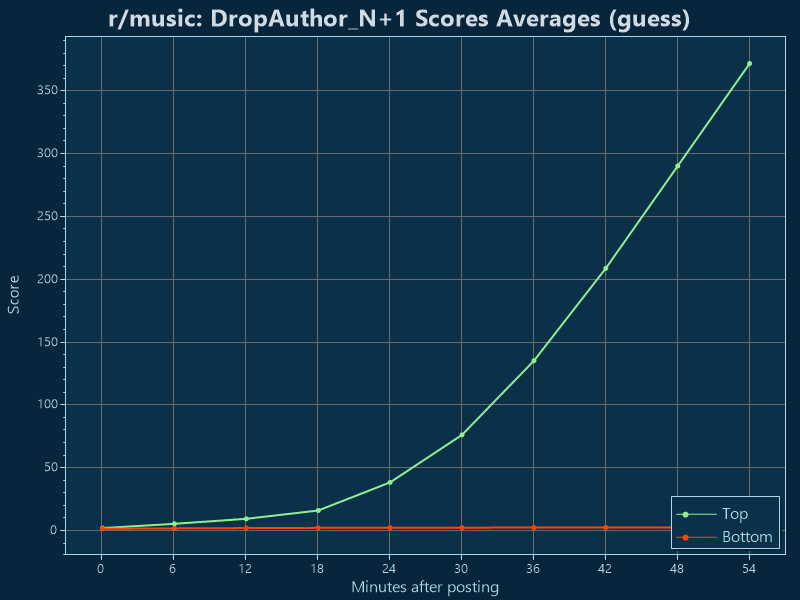 r/music: DropAuthor_N+1 Scores Averages (guess)
350
300
250
200
150
100
50
0
Score
0 6 12 18 24 30 36 42 48 54
Minutes after posting
Top
Bottom